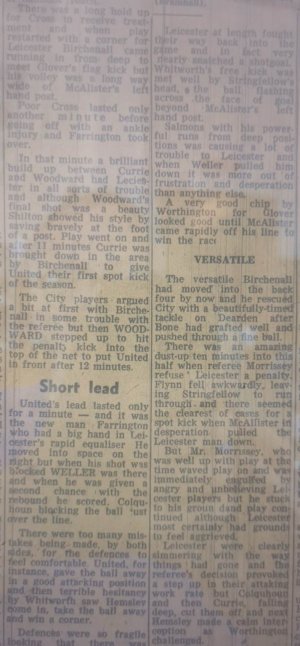 There was a long hold up
for Cross to receive treat-
ment and when play
restarted with a corner for
Leicester Birchenall came
running in from deep to
meet Glover's flag kick but
his volley was a long way
wide of McAlister's left
hand post.
Poor Cross lasted only
another minute before
going off with an ankle
injury and Farrington took
over.
In that minute a brilliant
build up between Currie
and Woodward had Leices-
ter in all sorts of trouble
and although Woodward's
final shot was a beauty
Shilton showed his style by
saving bravely at the foot
of a post. Play went on and
after 11 minutes Currie was
brought down in the area
by Birchenall to give
United their first spot kick
of the season.
The City players argued
a bit at first with Birche-
nall in some trouble with
the referee but then WOOD-
WARD stepped up to hit
the penalty kick into the
top of the net to put United
in front after 12 minutes.
Short lead
United's lead lasted only
for a minute — and it was
the new man Farrington
who had a big hand in Lei-
cester's rapid equaliser He
moved into space on the
right but when his shot was
blocked WELLER was there
and when he was given a
second chance with the
rebound he scored. Colqu-
houn blocking the ball just
over the line.
There were too many mis-
takes being made, by both
sides, for the defences to
feel comfortable United, for
instance, gave the ball away
in a good attacking position
and then terrible hesitancy
by Whitworth saw Hemsley
come in, take the ball away
and win a corner.
Defences were so fragile
looking that there was
Leicester at length fought
their way back into the
game and in fact very
nearly snatched a shotgoal.
Whitworth's free kick was
met well by Stringfellow's
head, the ball flashing
across the face of goal
beyond McAlister's left
hand post.
Salmons with his power-
ful runs from deep posi-
tions was causing a lot of
trouble to Leicester and
when Weller pulled him
down it was more out of
frustration and desperation
than anything else.
A very good chip by
Worthington for Glover
looked good until McAlister
came rapidly off his line to
win the race
VERSATILE
The versatile Birchenall
had moved into the back
four by now and he rescued
City with a beautifully-timed
tackle on Dearden after
Bone had grafted well and
pushed through a fine ball.
There was an amazing
dust-up ten minutes into this
half when referee Morrissey
refuse' Leicester a penalty.
Flynn fell awkwardly, leav-
ing Stringfellow to run
through and there seemed
the clearest of cases for a
spot kick when McAlister in
desperation pulled the
Leicester man down.
But Mr. Morrissey, who
was well up with play at the
time waved play on and was
immediately engulfed by
angry and unbelieving Lei-
cester players but he stuck
to his groun dand play con-
tinued although Leicester
most certainly had grounds
to feel aggrieved.
Leicester were clearly
simmering with the way
things had gone and the
referee's decision provoked
a step up in their attacking
work rate but Colquhoun
and then Currie, falling
deep, cut them off and next
Hemsley made a calm inter-
ception as Worthington
challenged.